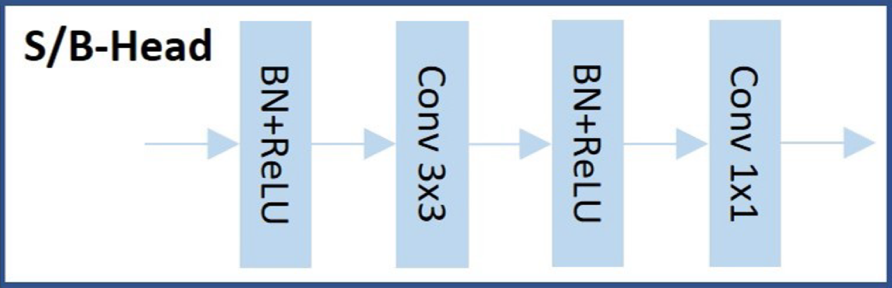 S/B-Head
BN+ReLU
Conv 3x3
BN+ReLU
Conv 1x1